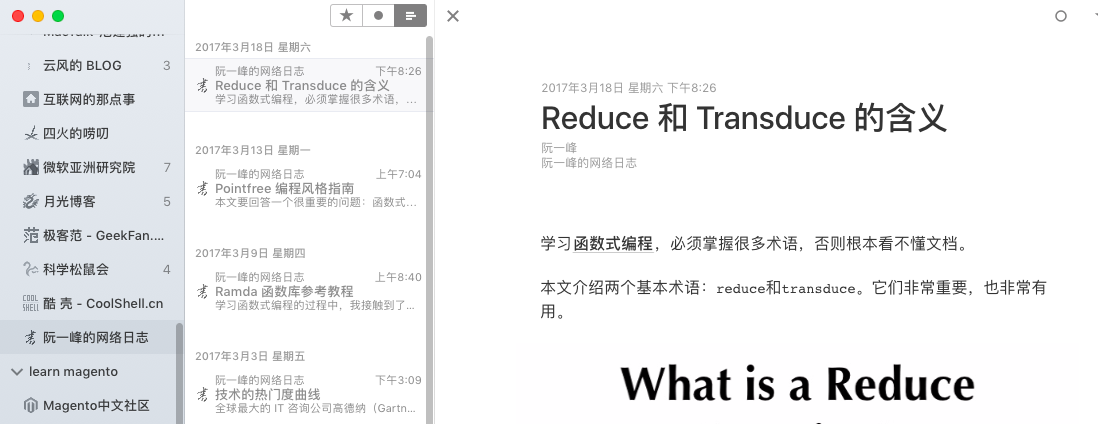 云风的 BLOG 3
互联网的那点事
四火的唠叨
微软亚洲研究院 7
月光博客 5
极客范 - GeekFan....
科学松鼠会 4
COOL SHELL 酷 壳 - CoolShell.cn
阮一峰的网络日志
learn magento
Magento中文社区
2017年3月18日 星期六
阮一峰的网络日志 下午8:26
Reduce 和 Transduce 的含义
学习函数式编程，必须掌握很多术语，...
2017年3月13日 星期一
阮一峰的网络日志 上午7:04
Pointfree 编程风格指南
本文要回答一个很重要的问题：函数式...
2017年3月9日 星期四
阮一峰的网络日志 上午8:40
Ramda 函数库参考教程
学习函数式编程的过程中，我接触到了...
2017年3月3日 星期五
阮一峰的网络日志 下午3:09
技术的热门度曲线
全球最大的 IT 咨询公司高德纳（Gartn...
2017年3月18日 星期六 下午8:26
Reduce 和 Transduce 的含义
阮一峰
阮一峰的网络日志
学习函数式编程，必须掌握很多术语，否则根本看不懂文档。
本文介绍两个基本术语：reduce和transduce。它们非常重要，也非常有
用。
What is a Reduce